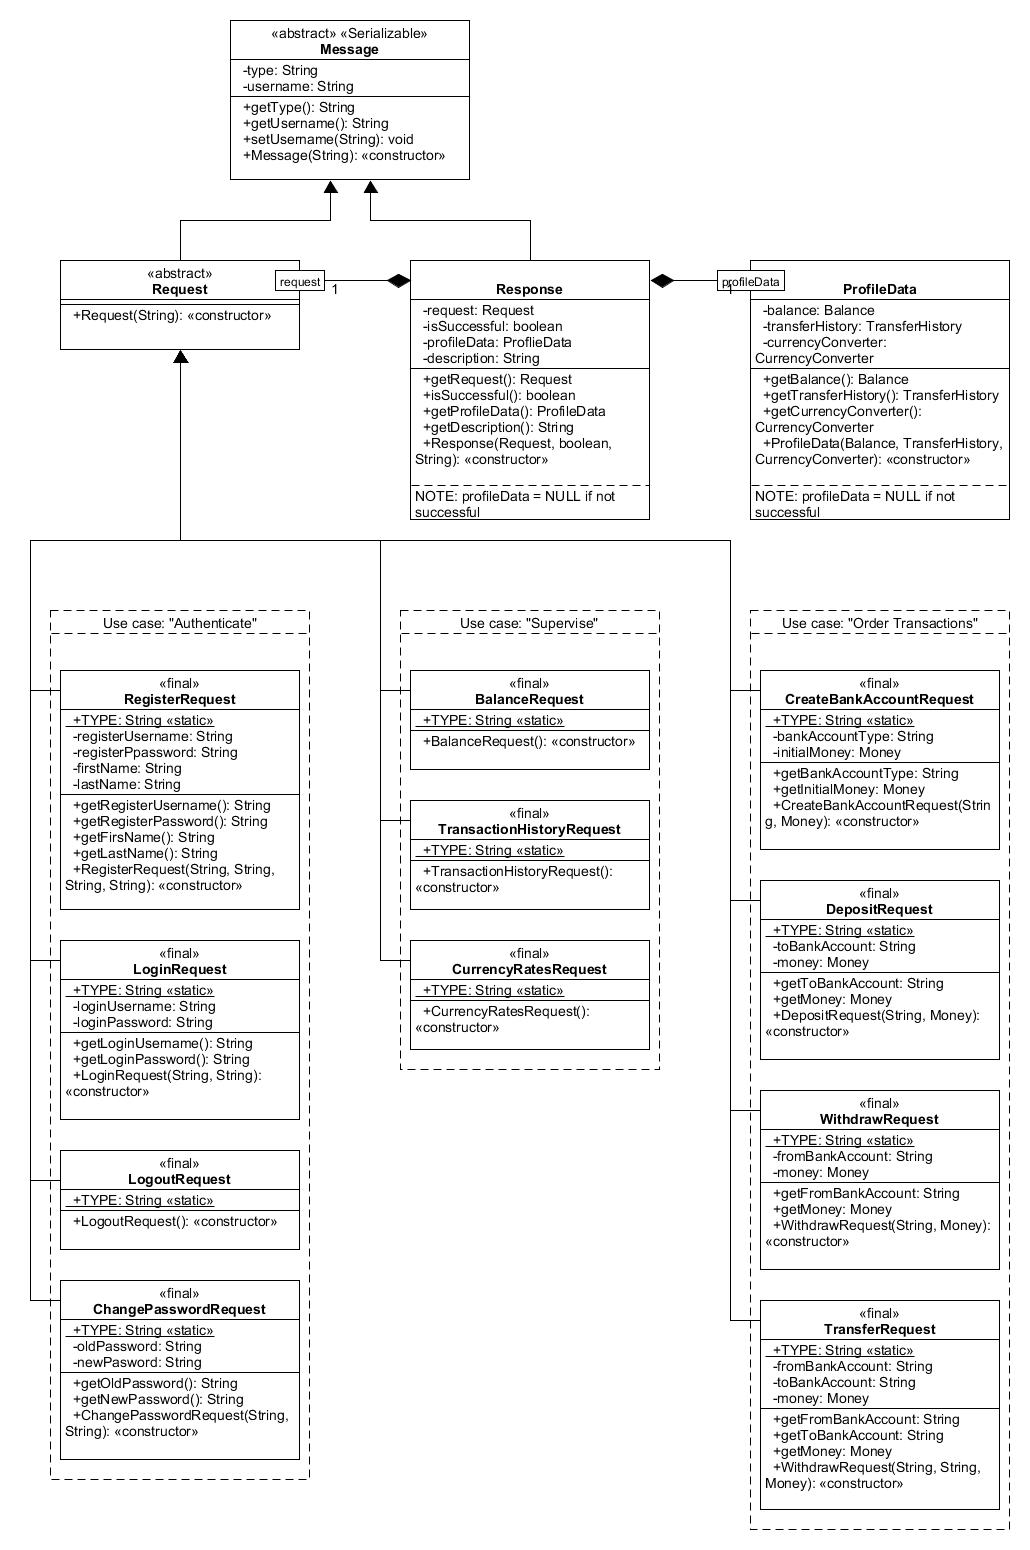 «abstract» «Serializable»
Message
-type: String
-username: String
+getType(): String
+getUsername(): String
+setUsername(String): void
+Message(String): «constructor»
«abstract»
Request
+Request(String): «constructor»
request
1
Response
-request: Request
-isSuccessful: boolean
-profileData: ProflieData
-description: String
+getRequest(): Request
+isSuccessful(): boolean
+getProfileData(): ProfileData
+getDescription(): String
+Response(Request, boolean,
String): «constructor»
NOTE: profileData = NULL if not
successful
profileData
1
ProfileData
-balance: Balance
-transferHistory: TransferHistory
-currencyConverter:
CurrencyConverter
+getBalance(): Balance
+getTransferHistory(): TransferHistory
+getCurrencyConverter():
CurrencyConverter
+ProfileData(Balance, TransferHistory,
CurrencyConverter): «constructor»
NOTE: profileData = NULL if not
successful
Use case: "Authenticate"
«final»
RegisterRequest
+TYPE: String «static»
-registerUsername: String
-registerPpassword: String
-firstName: String
-lastName: String
+getRegisterUsername(): String
+getRegisterPassword(): String
+getFirsName(): String
+getLastName(): String
+RegisterRequest(String, String,
String, String): «constructor»
«final»
LoginRequest
+TYPE: String «static»
-loginUsername: String
-loginPassword: String
+getLoginUsername(): String
+getLoginPassword(): String
+LoginRequest(String, String):
«constructor»
«final»
LogoutRequest
+TYPE: String «static»
+LogoutRequest(): «constructor»
«final»
ChangePasswordRequest
+TYPE: String «static»
-oldPassword: String
-newPasword: String
+getOldPassword(): String
+getNewPassword(): String
+ChangePasswordRequest(String,
String): «constructor»
Use case: "Supervise"
«final»
BalanceRequest
+TYPE: String «static»
+BalanceRequest(): «constructor»
«final»
TransactionHistoryRequest
+TYPE: String «static»
+TransactionHistoryRequest():
«constructor»
«final»
CurrencyRatesRequest
+TYPE: String «static»
+CurrencyRatesRequest():
«constructor»
Use case: "Order Transactions"
«final»
CreateBankAccountRequest
+TYPE: String «static»
-bankAccountType: String
-initialMoney: Money
+getBankAccountType: String
+getInitialMoney: Money
+CreateBankAccountRequest(Strin
g, Money): «constructor»
«final»
DepositRequest
+TYPE: String «static»
-toBankAccount: String
-money: Money
+getToBankAccount: String
+getMoney: Money
+DepositRequest(String, Money):
«constructor»
«final»
WithdrawRequest
+TYPE: String «static»
-fromBankAccount: String
-money: Money
+getFromBankAccount: String
+getMoney: Money
+WithdrawRequest(String, Money):
«constructor»
«final»
TransferRequest
+TYPE: String «static»
-fromBankAccount: String
-toBankAccount: String
-money: Money
+getFromBankAccount: String
+getToBankAccount: String
+getMoney: Money
+WithdrawRequest(String, String,
Money): «constructor»